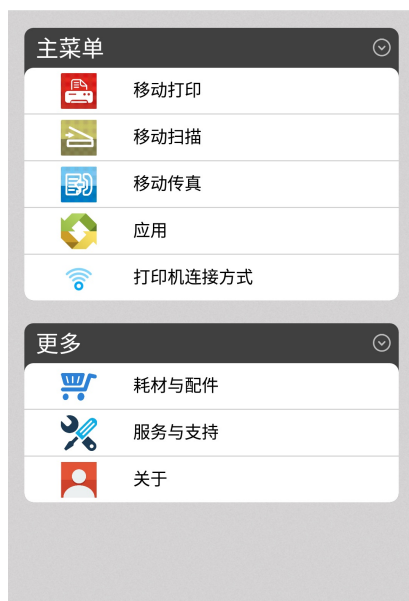 主菜单
移动打印
移动扫描
移动传真
应用
打印机连接方式
更多
耗材与配件
服务与支持
关于